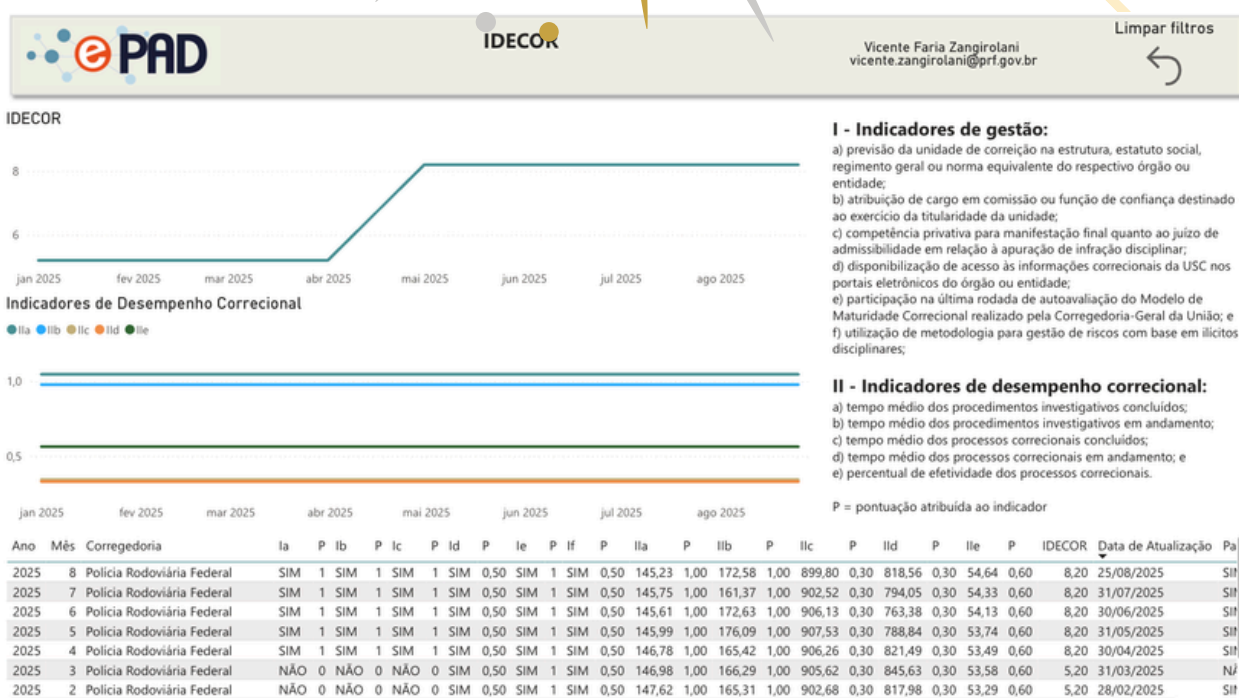 ePAD
IDECOR
Vicente Faria Zangirolani
vicente.zangirolani@prf.gov.br
Limpar filtros
IDECOR
8
6
jan 2025 fev 2025 mar 2025 abr 2025 mai 2025 jun 2025 jul 2025 ago 2025
Indicadores de Desempenho Correcional
IIa IIb IIc IId IIe
1,0
0,5
jan 2025 fev 2025 mar 2025 abr 2025 mai 2025 jun 2025 jul 2025 ago 2025
I - Indicadores de gestão:
a) previsão da unidade de correição na estrutura, estatuto social,
regimento geral ou norma equivalente do respectivo órgão ou
entidade;
b) atribuição de cargo em comissão ou função de confiança destinado
ao exercício da titularidade da unidade;
c) competência privativa para manifestação final quanto ao juízo de
admissibilidade em relação à apuração de infração disciplinar;
d) disponibilização de acesso às informações correcionais da USC nos
portais eletrônicos do órgão ou entidade;
e) participação na última rodada de autoavaliação do Modelo de
Maturidade Correcional realizado pela Corregedoria-Geral da União; e
f) utilização de metodologia para gestão de riscos com base em ilícitos
disciplinares;
II - Indicadores de desempenho correcional:
a) tempo médio dos procedimentos investigativos concluídos;
b) tempo médio dos procedimentos investigativos em andamento;
c) tempo médio dos processos correcionais concluídos;
d) tempo médio dos processos correcionais em andamento; e
e) percentual de efetividade dos processos correcionais.
P = pontuação atribuída ao indicador
Ano Mês Corregedoria Ia P Ib P Ic P Id P Ie P If P IIa P IIb P IIc P IId P IIe P IDECOR Data de Atualização Pa
2025 8 Polícia Rodoviária Federal SIM 1 SIM 1 SIM 1 SIM 0,50 SIM 1 SIM 0,50 145,23 1,00 172,58 1,00 899,80 0,30 818,56 0,30 54,64 0,60 8,20 25/08/2025 SIM
2025 7 Polícia Rodoviária Federal SIM 1 SIM 1 SIM 1 SIM 0,50 SIM 1 SIM 0,50 145,75 1,00 161,37 1,00 902,52 0,30 794,05 0,30 54,33 0,60 8,20 31/07/2025 SIM
2025 6 Polícia Rodoviária Federal SIM 1 SIM 1 SIM 1 SIM 0,50 SIM 1 SIM 0,50 145,61 1,00 172,63 1,00 906,13 0,30 763,38 0,30 54,13 0,60 8,20 30/06/2025 SIM
2025 5 Polícia Rodoviária Federal SIM 1 SIM 1 SIM 1 SIM 0,50 SIM 1 SIM 0,50 145,99 1,00 176,09 1,00 907,53 0,30 788,84 0,30 53,74 0,60 8,20 31/05/2025 SIM
2025 4 Polícia Rodoviária Federal SIM 1 SIM 1 SIM 1 SIM 0,50 SIM 1 SIM 0,50 146,78 1,00 165,42 1,00 906,26 0,30 821,49 0,30 53,49 0,60 8,20 30/04/2025 SIM
2025 3 Polícia Rodoviária Federal NÃO 0 NÃO 0 NÃO 0 SIM 0,50 SIM 1 SIM 0,50 146,98 1,00 166,29 1,00 905,62 0,30 845,63 0,30 53,58 0,60 5,20 31/03/2025 NÃ
2025 2 Polícia Rodoviária Federal NÃO 0 NÃO 0 NÃO 0 SIM 0,50 SIM 1 SIM 0,50 147,62 1,00 165,31 1,00 902,68 0,30 817,98 0,30 53,29 0,60 5,20 28/02/2025 SIM